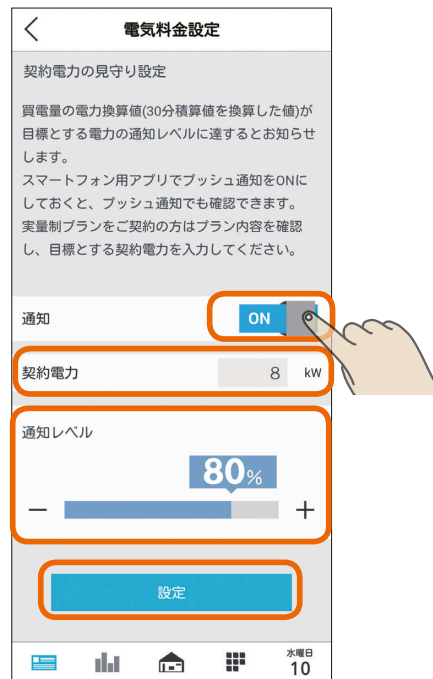 電気料金設定
契約電力の見守り設定
買電量の電力換算値(30分積算値を換算した値)が
目標とする電力の通知レベルに達するとお知らせ
します。
スマートフォン用アプリでプッシュ通知をONに
しておくと、プッシュ通知でも確認できます。
実量制プランをご契約の方はプラン内容を確認
し、目標とする契約電力を入力してください。
通知 ON
契約電力 8 kW
通知レベル
80%
− +
設定
水曜日
10